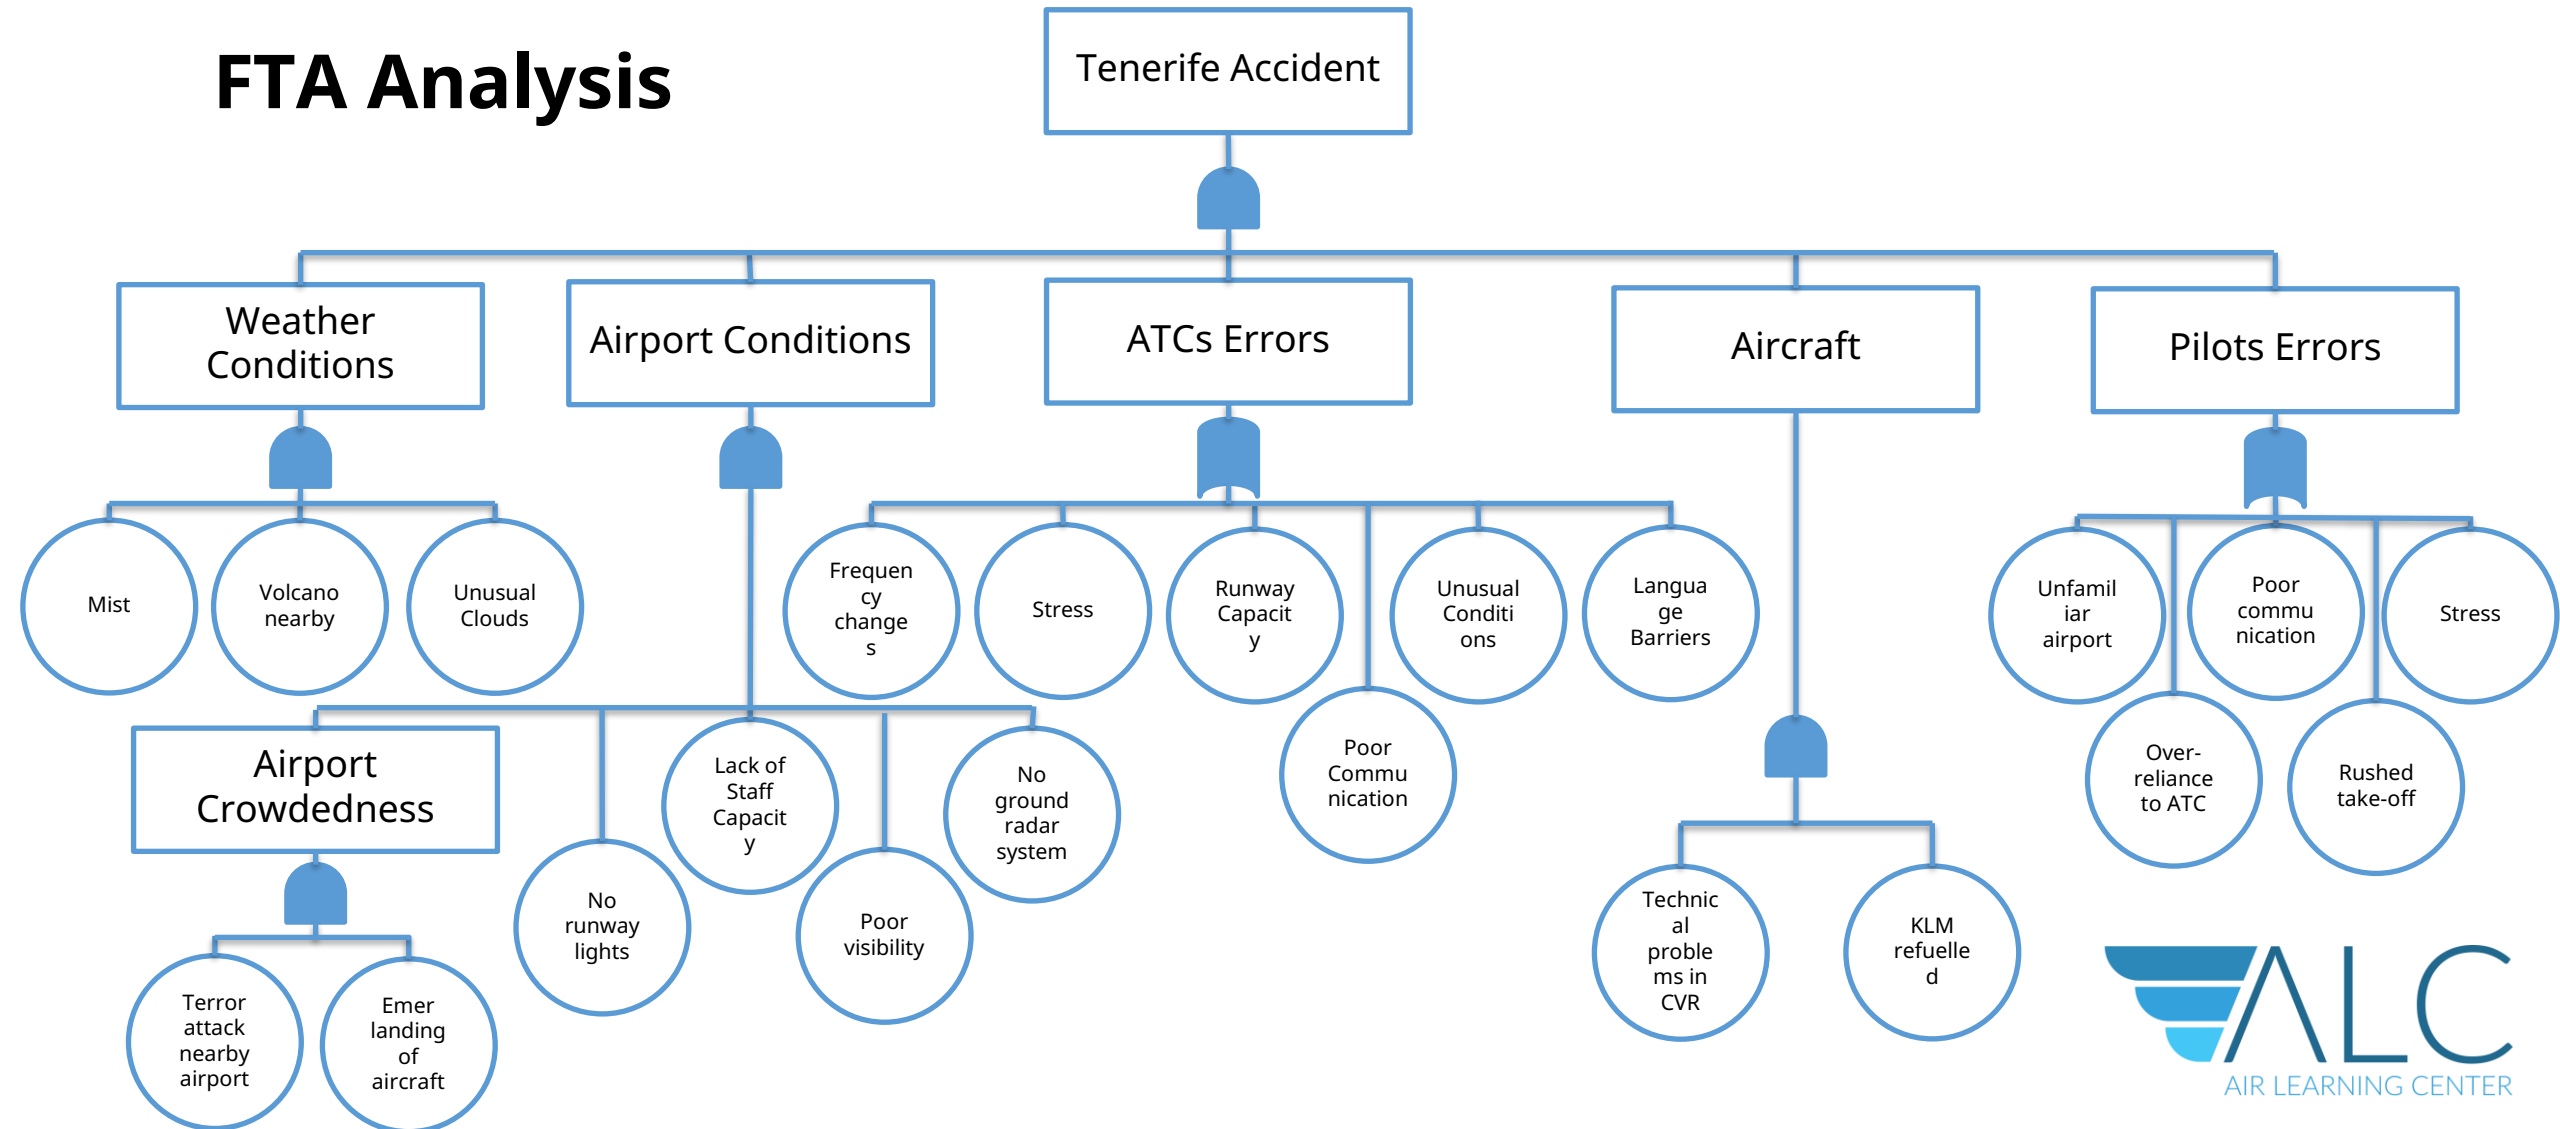 FTA Analysis
Tenerife Accident
Weather
Conditions
Airport Conditions
ATCs Errors
Aircraft
Pilots Errors
Mist
Volcano
nearby
Unusual
Clouds
Frequen
cy
change
s
Stress
Runway
Capacit
y
Unusual
Conditi
ons
Langua
ge
Barriers
Unfamil
iar
airport
Poor
commu
nication
Stress
Airport
Crowdedness
No
runway
lights
Lack of
Staff
Capacit
y
Poor
visibility
No
ground
radar
system
Poor
Commu
nication
Over-
reliance
to ATC
Rushed
take-off
Terror
attack
nearby
airport
Emer
landing
of
aircraft
Technic
al
proble
ms in
CVR
KLM
refuelle
d
ALC
AIR LEARNING CENTER